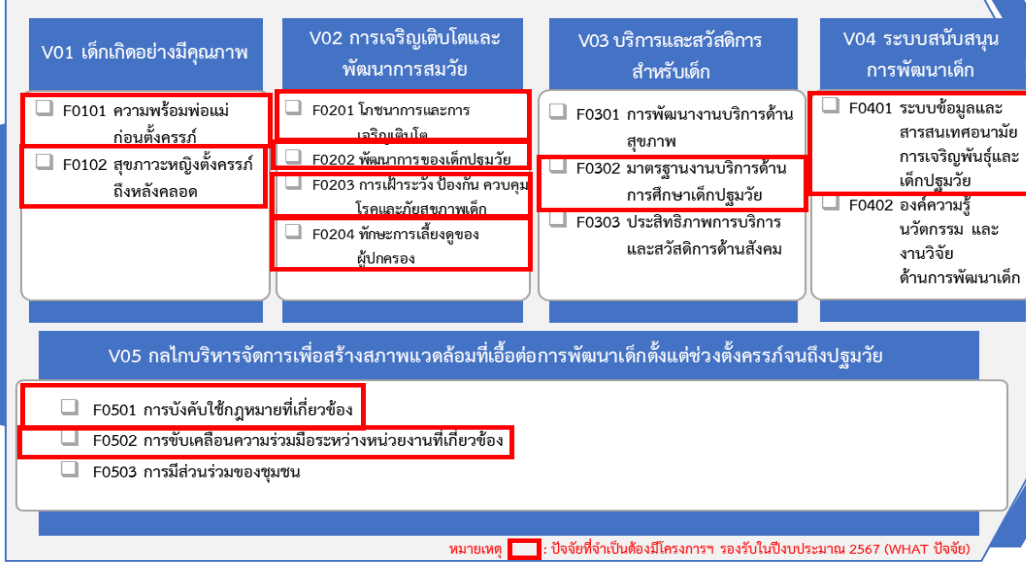 V01 เด็กเกิดอย่างมีคุณภาพ
F0101 ความพร้อมพ่อแม่
ก่อนตั้งครรภ์
F0102 สุขภาวะหญิงตั้งครรภ์
ถึงหลังคลอด
V02 การเจริญเติบโตและ
พัฒนาการสมวัย
F0201 โภชนาการและการ
เจริญเติบโต
F0202 พัฒนาการของเด็กปฐมวัย
F0203 การเฝ้าระวัง ป้องกัน ควบคุม
โรคและภัยสุขภาพเด็ก
F0204 ทักษะการเลี้ยงดูของ
ผู้ปกครอง
V03 บริการและสวัสดิการ
สำหรับเด็ก
F0301 การพัฒนางานบริการด้าน
สุขภาพ
F0302 มาตรฐานงานบริการด้าน
การศึกษาเด็กปฐมวัย
F0303 ประสิทธิภาพการบริการ
และสวัสดิการด้านสังคม
V04 ระบบสนับสนุน
การพัฒนาเด็ก
F0401 ระบบข้อมูลและ
สารสนเทศอนามัย
การเจริญพันธุ์และ
เด็กปฐมวัย
F0402 องค์ความรู้
นวัตกรรม และ
งานวิจัย
ด้านการพัฒนาเด็ก
V05 กลไกบริหารจัดการเพื่อสร้างสภาพแวดล้อมที่เอื้อต่อการพัฒนาเด็กตั้งแต่ช่วงตั้งครรภ์จนถึงปฐมวัย
F0501 การบังคับใช้กฎหมายที่เกี่ยวข้อง
F0502 การขับเคลื่อนความร่วมมือระหว่างหน่วยงานที่เกี่ยวข้อง
F0503 การมีส่วนร่วมของชุมชน
หมายเหตุ : ปัจจัยที่จำเป็นต้องมีโครงการฯ รองรับในปีงบประมาณ 2567 (WHAT ปัจจัย)